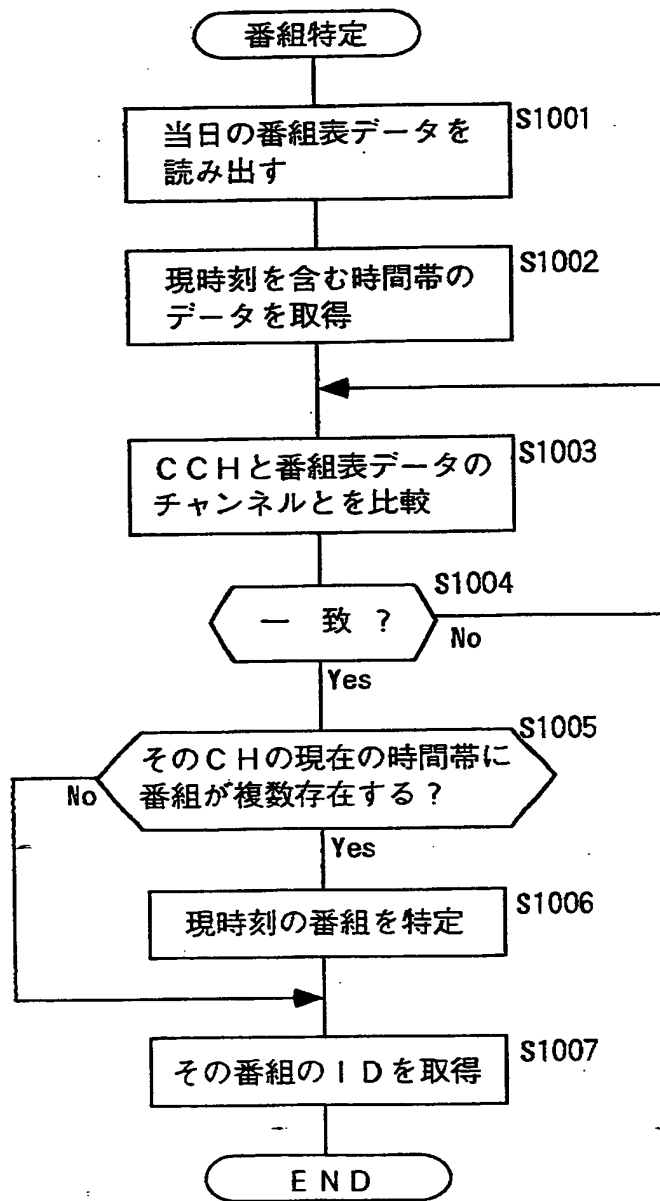 番組特定
S1001
当日の番組表データを
読み出す
S1002
現時刻を含む時間帯の
データを取得
S1003
CCHと番組表データの
チャンネルとを比較
S1004
一致?
No
Yes
S1005
そのCHの現在の時間帯に
番組が複数存在する?
No
Yes
S1006
現時刻の番組を特定
S1007
その番組のIDを取得
END